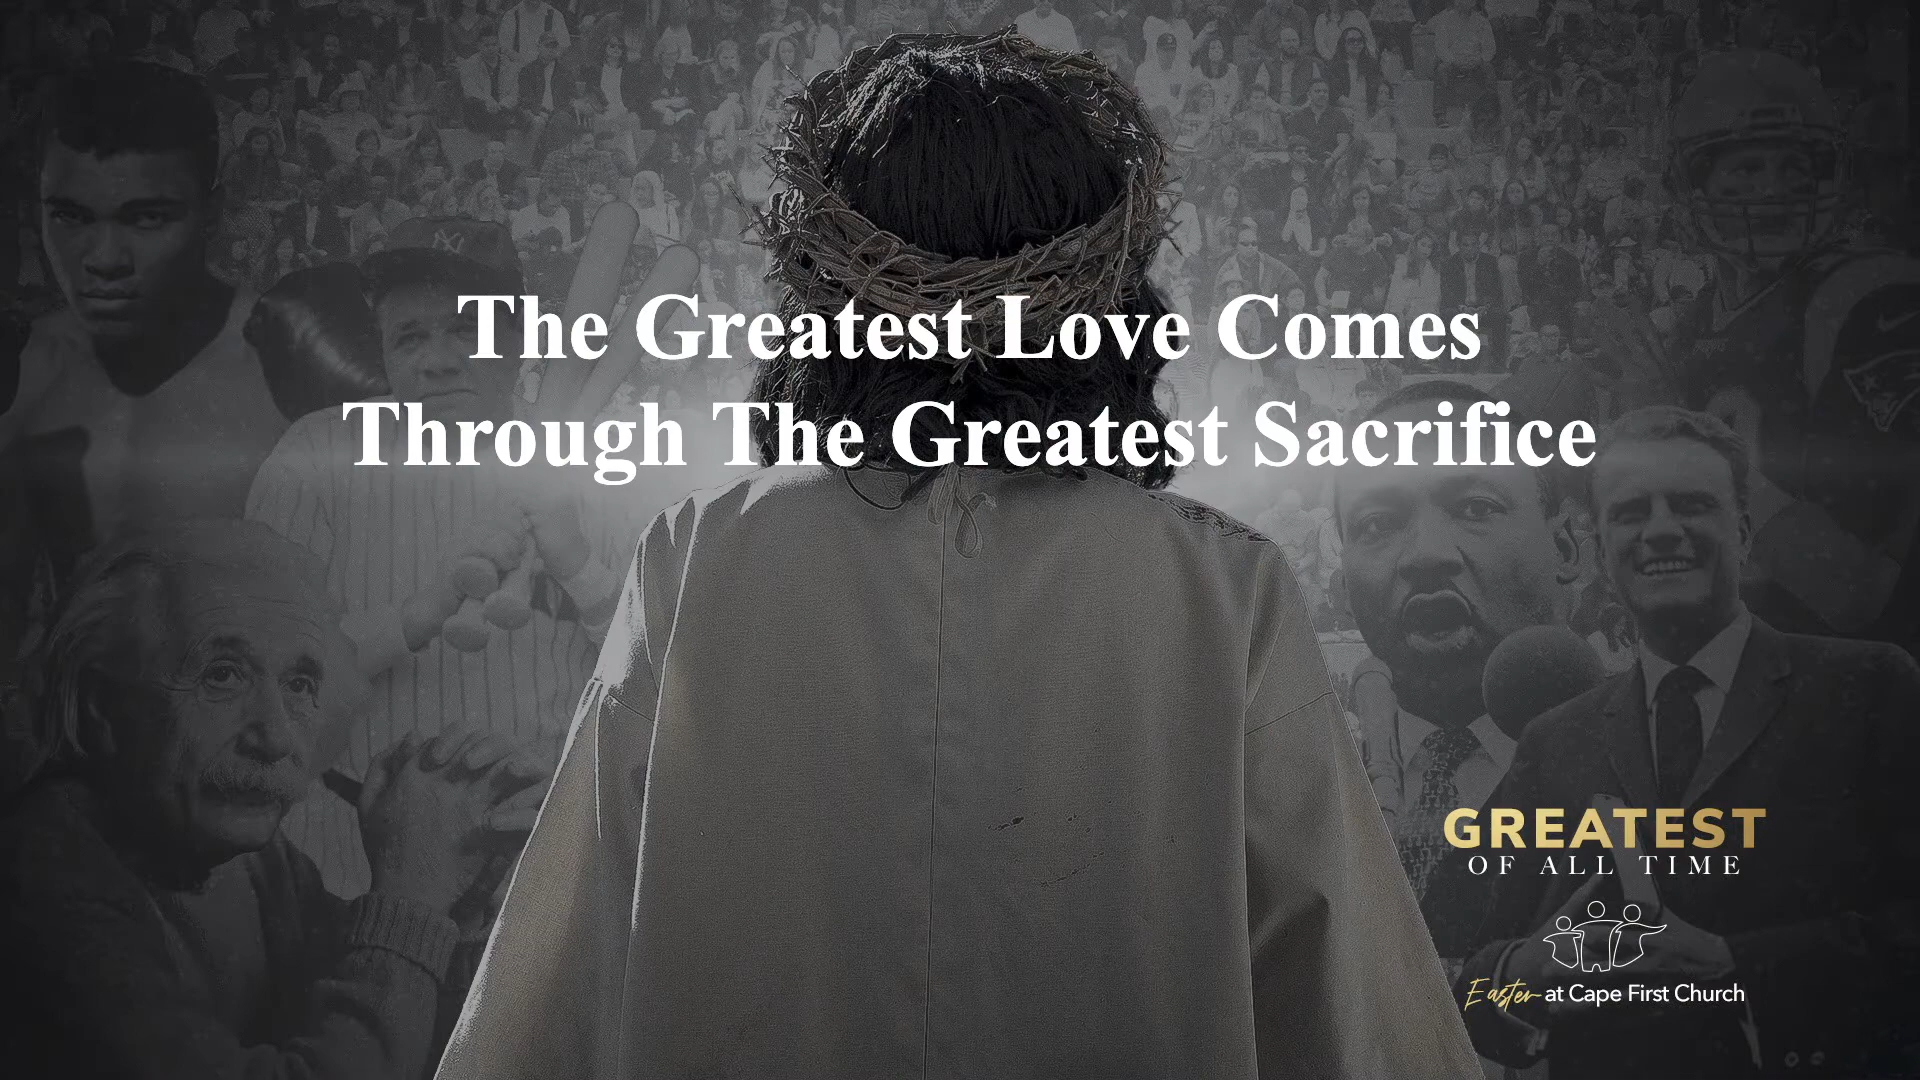 The Greatest Love Comes
Through The Greatest Sacrifice
GREATEST
OF ALL TIME
Easter at Cape First Church